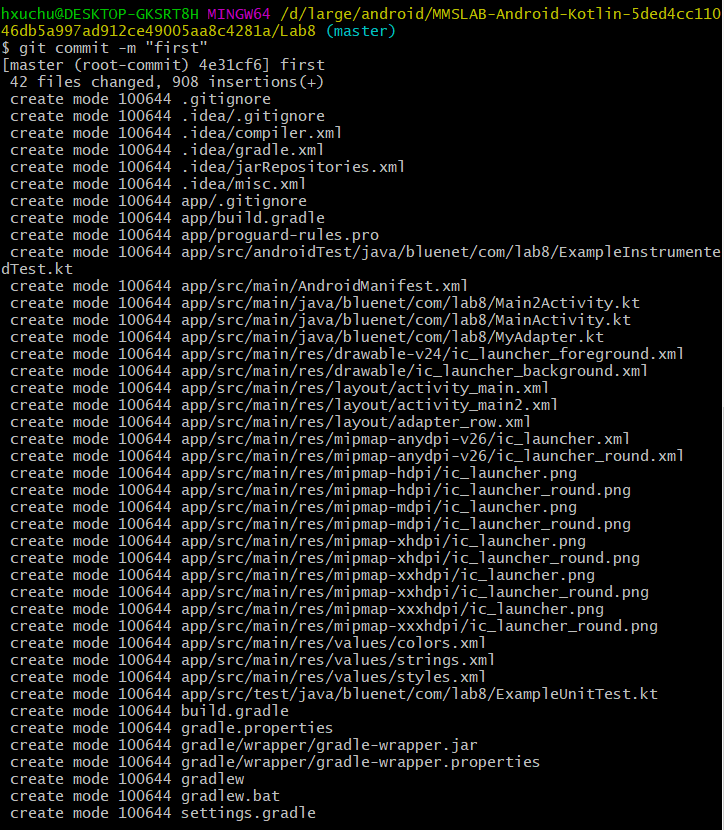 hxuchu@DESKTOP-GKSRT8H MINGW64 /d/large/android/MMSLAB-Android-Kotlin-5ded4cc110
46db5a997ad912ce49005aa8c4281a/Lab8 (master)
$ git commit -m "first"
[master (root-commit) 4e31cf6] first
 42 files changed, 908 insertions(+)
 create mode 100644 .gitignore
 create mode 100644 .idea/.gitignore
 create mode 100644 .idea/compiler.xml
 create mode 100644 .idea/gradle.xml
 create mode 100644 .idea/jarRepositories.xml
 create mode 100644 .idea/misc.xml
 create mode 100644 app/.gitignore
 create mode 100644 app/build.gradle
 create mode 100644 app/proguard-rules.pro
 create mode 100644 app/src/androidTest/java/bluenet/com/lab8/ExampleInstrumente
dTest.kt
 create mode 100644 app/src/main/AndroidManifest.xml
 create mode 100644 app/src/main/java/bluenet/com/lab8/Main2Activity.kt
 create mode 100644 app/src/main/java/bluenet/com/lab8/MainActivity.kt
 create mode 100644 app/src/main/java/bluenet/com/lab8/MyAdapter.kt
 create mode 100644 app/src/main/res/drawable-v24/ic_launcher_foreground.xml
 create mode 100644 app/src/main/res/drawable/ic_launcher_background.xml
 create mode 100644 app/src/main/res/layout/activity_main.xml
 create mode 100644 app/src/main/res/layout/activity_main2.xml
 create mode 100644 app/src/main/res/layout/adapter_row.xml
 create mode 100644 app/src/main/res/mipmap-anydpi-v26/ic_launcher.xml
 create mode 100644 app/src/main/res/mipmap-anydpi-v26/ic_launcher_round.xml
 create mode 100644 app/src/main/res/mipmap-hdpi/ic_launcher.png
 create mode 100644 app/src/main/res/mipmap-hdpi/ic_launcher_round.png
 create mode 100644 app/src/main/res/mipmap-mdpi/ic_launcher.png
 create mode 100644 app/src/main/res/mipmap-mdpi/ic_launcher_round.png
 create mode 100644 app/src/main/res/mipmap-xhdpi/ic_launcher.png
 create mode 100644 app/src/main/res/mipmap-xhdpi/ic_launcher_round.png
 create mode 100644 app/src/main/res/mipmap-xxhdpi/ic_launcher.png
 create mode 100644 app/src/main/res/mipmap-xxhdpi/ic_launcher_round.png
 create mode 100644 app/src/main/res/mipmap-xxxhdpi/ic_launcher.png
 create mode 100644 app/src/main/res/mipmap-xxxhdpi/ic_launcher_round.png
 create mode 100644 app/src/main/res/values/colors.xml
 create mode 100644 app/src/main/res/values/strings.xml
 create mode 100644 app/src/main/res/values/styles.xml
 create mode 100644 app/src/test/java/bluenet/com/lab8/ExampleUnitTest.kt
 create mode 100644 build.gradle
 create mode 100644 gradle.properties
 create mode 100644 gradle/wrapper/gradle-wrapper.jar
 create mode 100644 gradle/wrapper/gradle-wrapper.properties
 create mode 100644 gradlew
 create mode 100644 gradlew.bat
 create mode 100644 settings.gradle